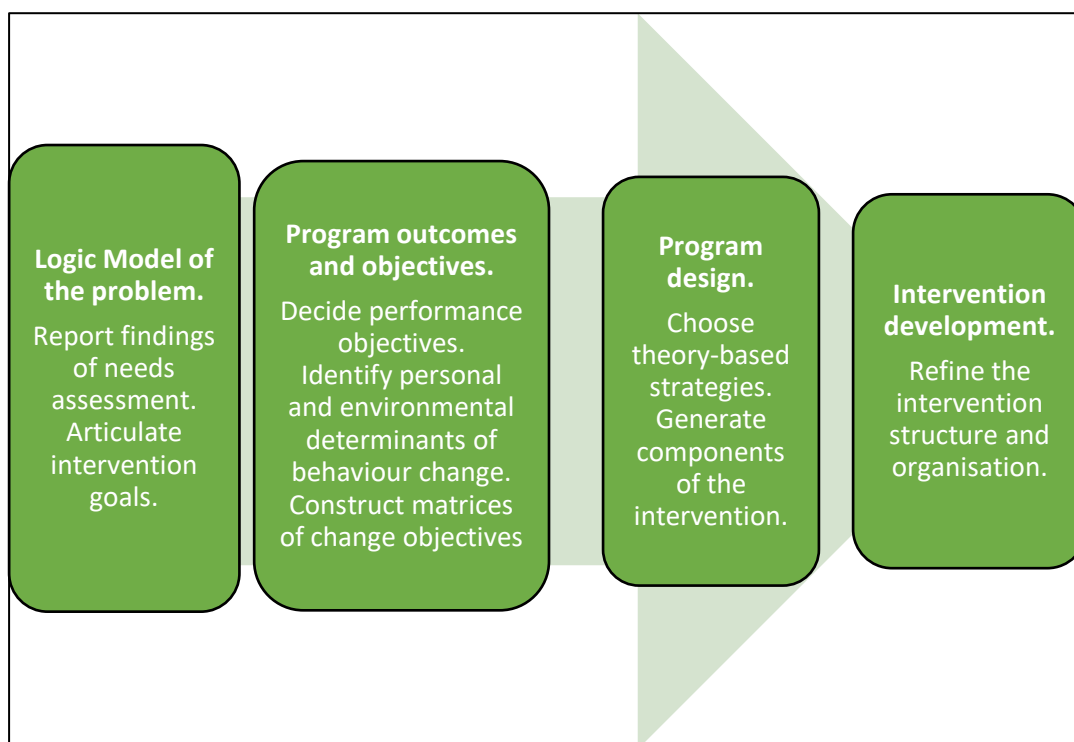 Logic Model of
the problem.
Report findings
of needs
assessment.
Articulate
intervention
goals.
Program outcomes
and objectives.
Decide performance
objectives.
Identify personal
and environmental
determinants of
behaviour change.
Construct matrices
of change objectives
Program
design.
Choose
theory-based
strategies.
Generate
components
of the
intervention.
Intervention
development.
Refine the
intervention
structure and
organisation.